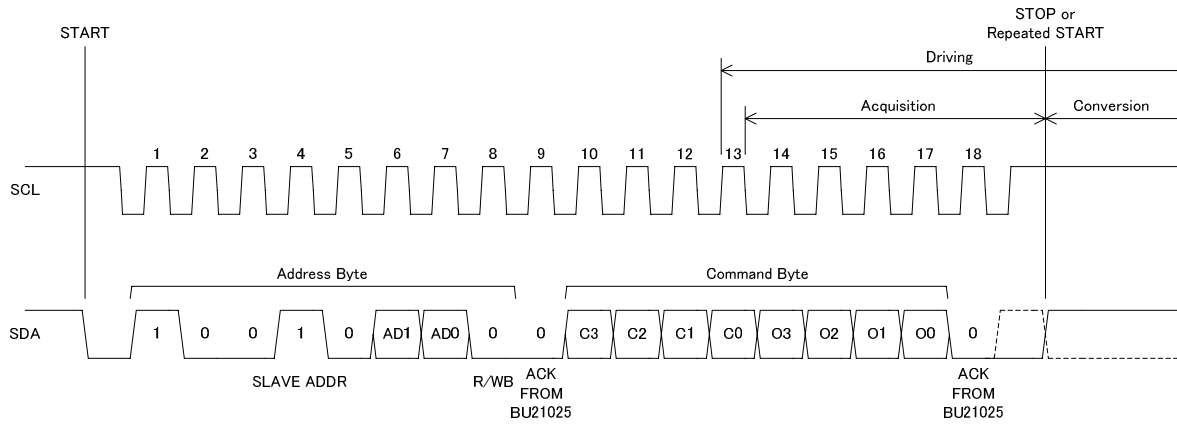 START
STOP or
Repeated START
Driving
Acquisition
Conversion
1 2 3 4 5 6 7 8 9 10 11 12 13 14 15 16 17 18
SCL
Address Byte
Command Byte
SDA
1 0 0 1 0 AD1 AD0 0 0 C3 C2 C1 C0 O3 O2 O1 O0 0
SLAVE ADDR
R/WB
ACK
FROM
BU21025
ACK
FROM
BU21025